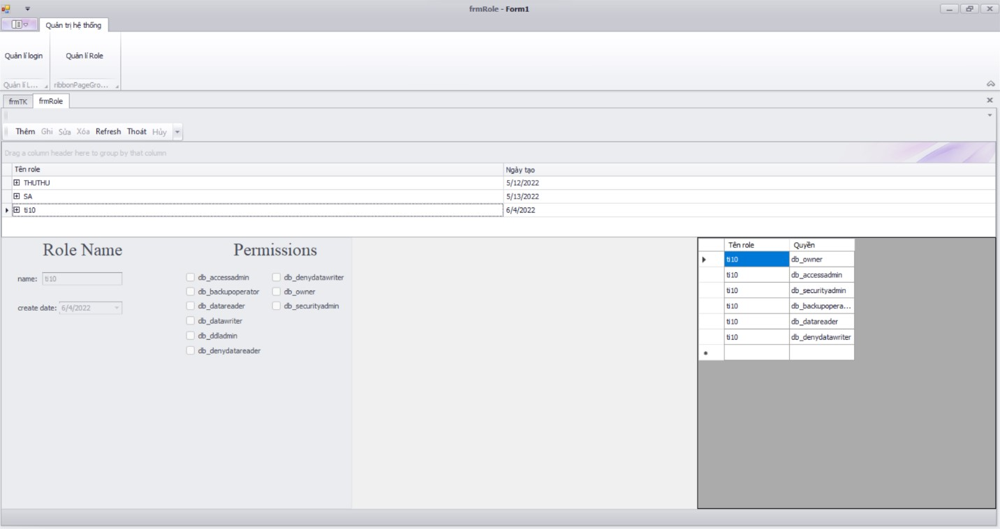 frmRole - Form1
Quản trị hệ thống
Quản lí login
Quản lí Role
Quản lí L...
ribbonPageGro...
frmTK
frmRole
Thêm Ghi Sửa Xóa Refresh Thoát Hủy
Drag a column header here to group by that column
Tên role Ngày tạo
THUTHU 5/12/2022
SA 5/13/2022
ti10 6/4/2022
Role Name
name: ti10
create date: 6/4/2022
Permissions
db_accessadmin db_denydatawriter
db_backupoperator db_owner
db_datareader db_securityadmin
db_datawriter
db_ddladmin
db_denydatareader
Tên role Quyền
ti10 db_owner
ti10 db_accessadmin
ti10 db_securityadmin
ti10 db_backupopera...
ti10 db_datareader
ti10 db_denydatawriter